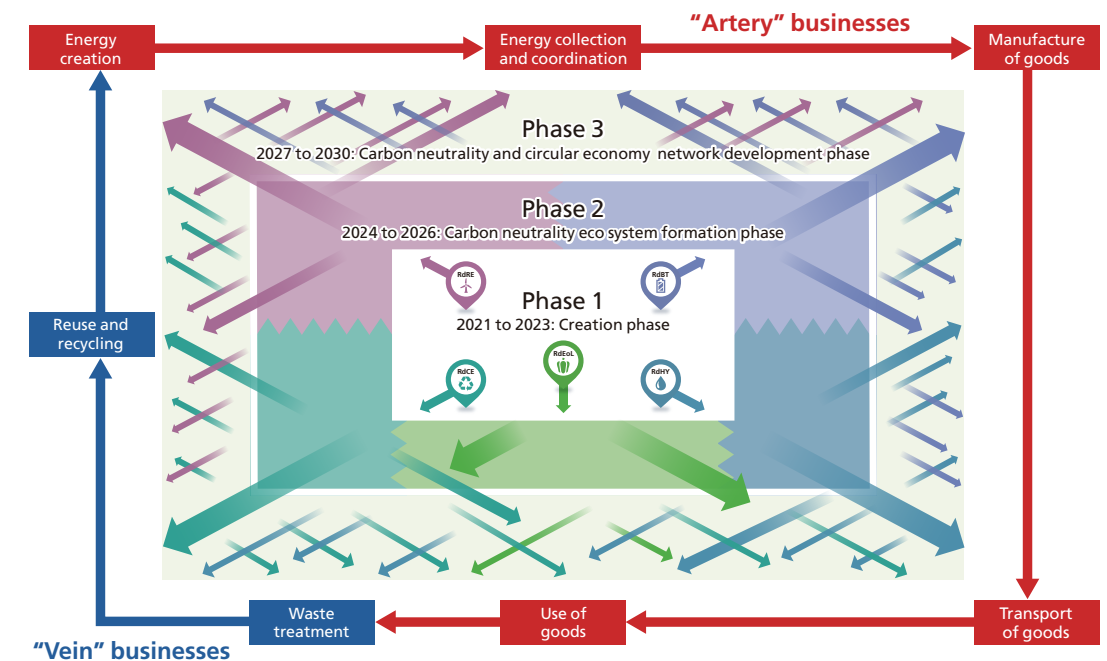 “Artery” businesses
Energy
creation
Energy collection
and coordination
Manufacture
of goods
Phase 3
2027 to 2030: Carbon neutrality and circular economy network development phase
Phase 2
2024 to 2026: Carbon neutrality eco system formation phase
RdRE
RdBT
Phase 1
2021 to 2023: Creation phase
Reuse and
recycling
RdCE
RdEoL
RdHY
Waste
treatment
Use of
goods
Transport
of goods
“Vein” businesses